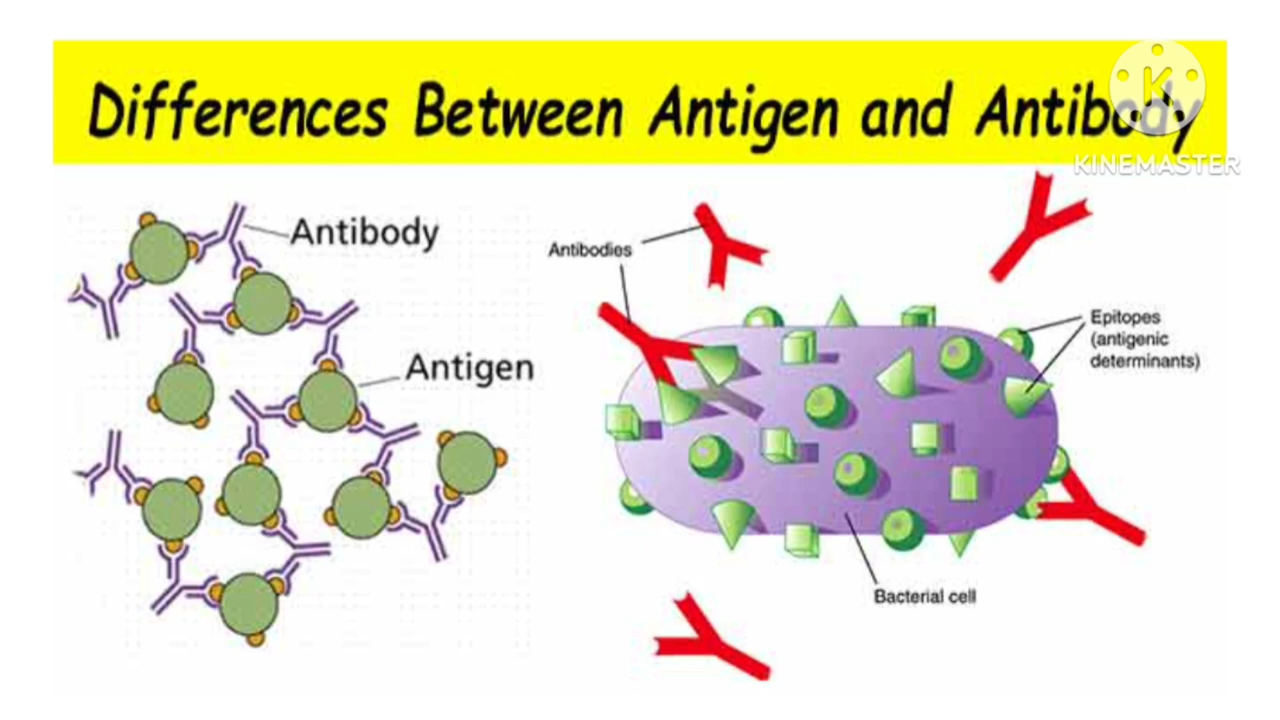 Differences Between Antigen and Antibody
KINEMASTER
Antibody
Antigen
Antibodies
Epitopes
(antigenic
determinants)
Bacterial cell